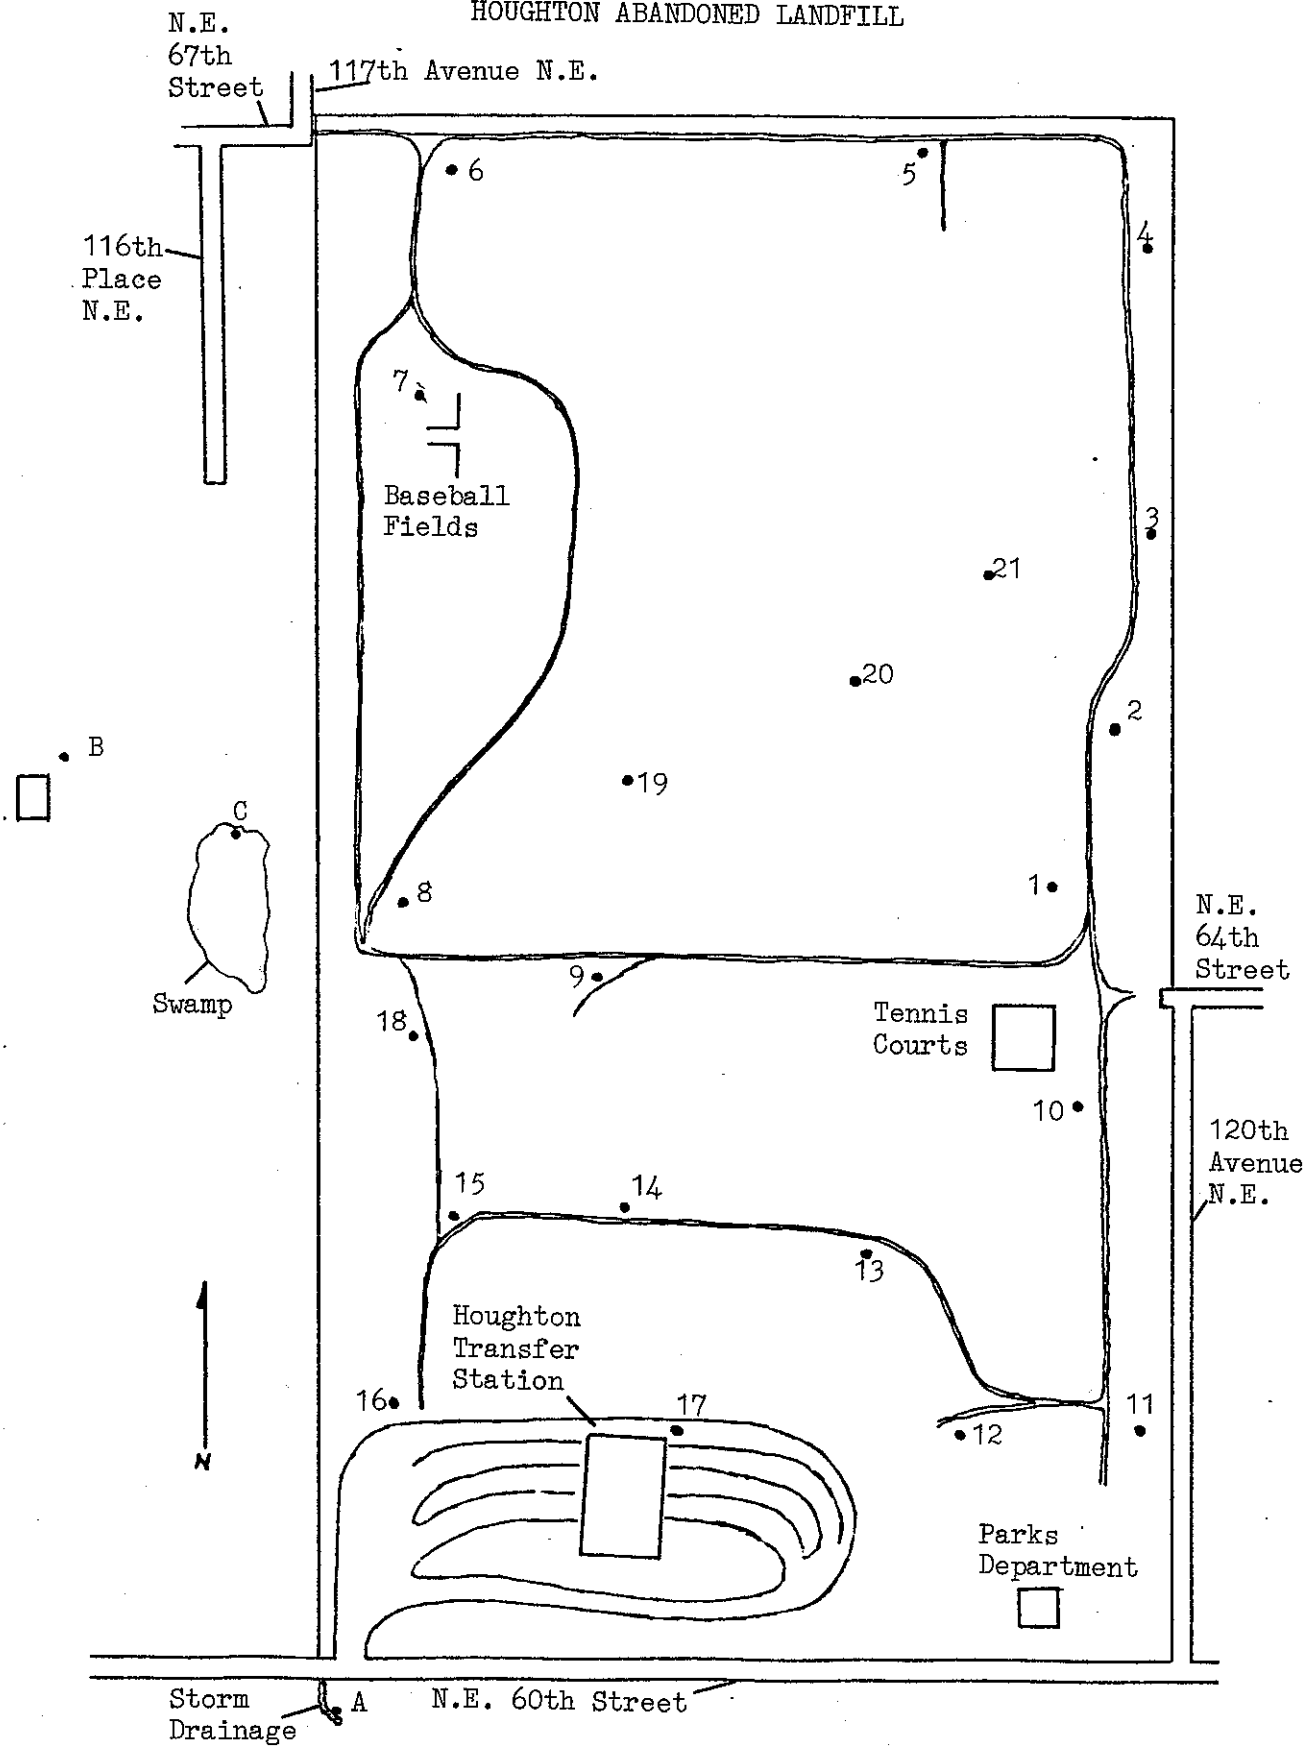 HOUGHTON ABANDONED LANDFILL
N.E.
67th
Street
117th Avenue N.E.
6
5
4
116th
Place
N.E.
7
Baseball
Fields
3
21
20
2
B
19
C
8
1
N.E.
64th
Street
9
Swamp
18
Tennis
Courts
10
120th
Avenue
N.E.
15
14
13
Houghton
Transfer
Station
16
17
11
12
N
Parks
Department
Storm
Drainage
A
N.E. 60th Street